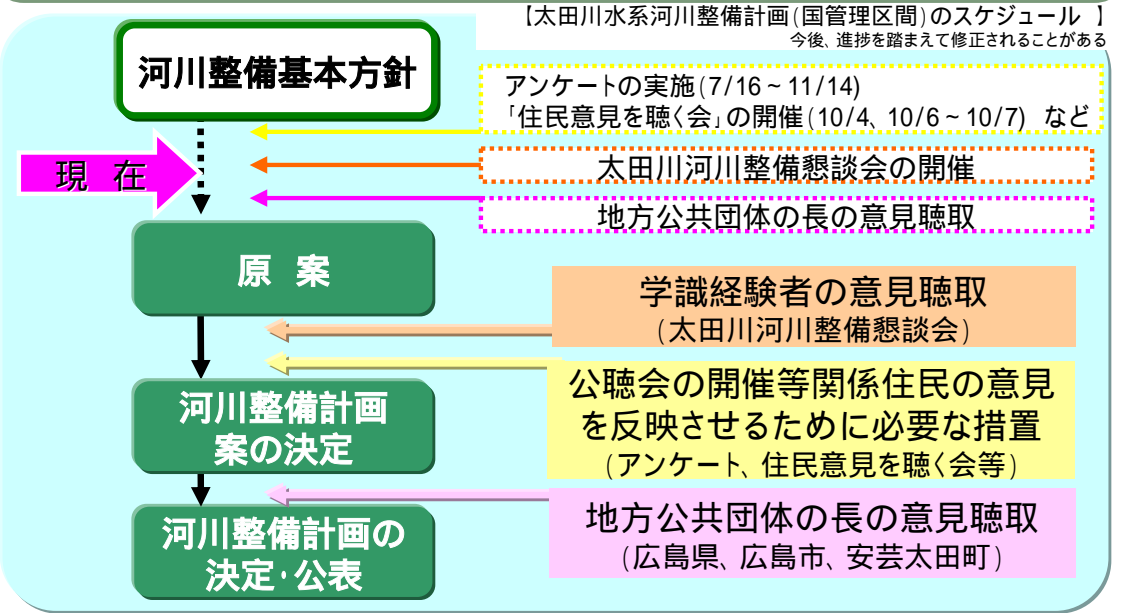 【太田川水系河川整備計画(国管理区間)のスケジュール 】
今後、進捗を踏まえて修正されることがある
河川整備基本方針
アンケートの実施(7/16~11/14)
「住民意見を聴く会」の開催(10/4、10/6~10/7) など
現 在
太田川河川整備懇談会の開催
地方公共団体の長の意見聴取
原 案
学識経験者の意見聴取
(太田川河川整備懇談会)
公聴会の開催等関係住民の意見
を反映させるために必要な措置
(アンケート、住民意見を聴く会等)
河川整備計画
案の決定
地方公共団体の長の意見聴取
(広島県、広島市、安芸太田町)
河川整備計画の
決定・公表